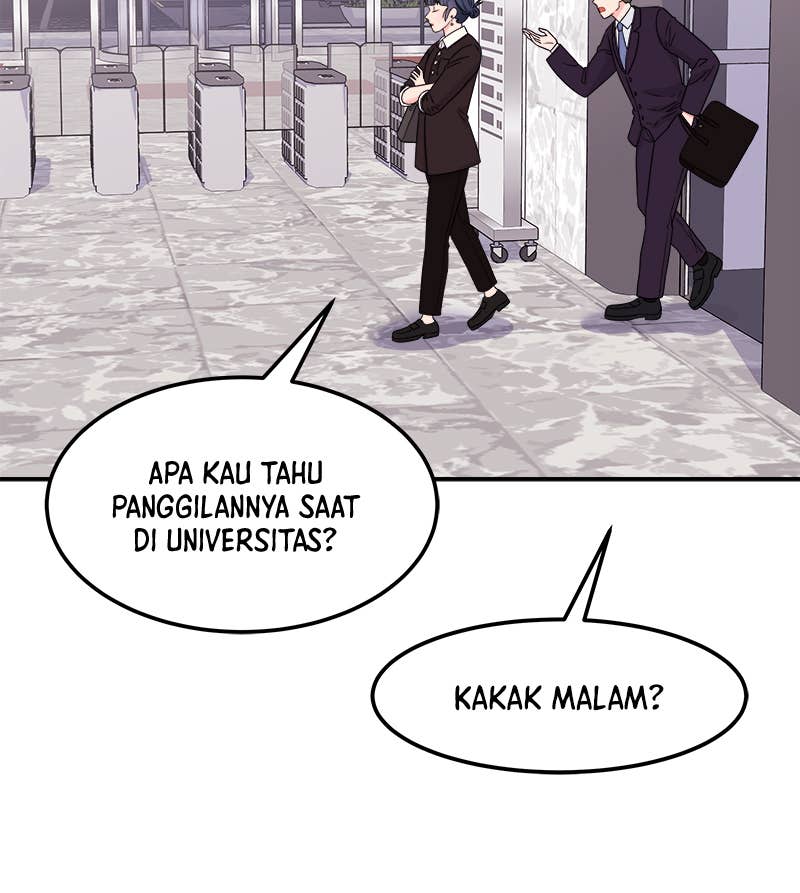 APA KAU TAHU
PANGGILANNYA SAAT
DI UNIVERSITAS?
KAKAK MALAM?